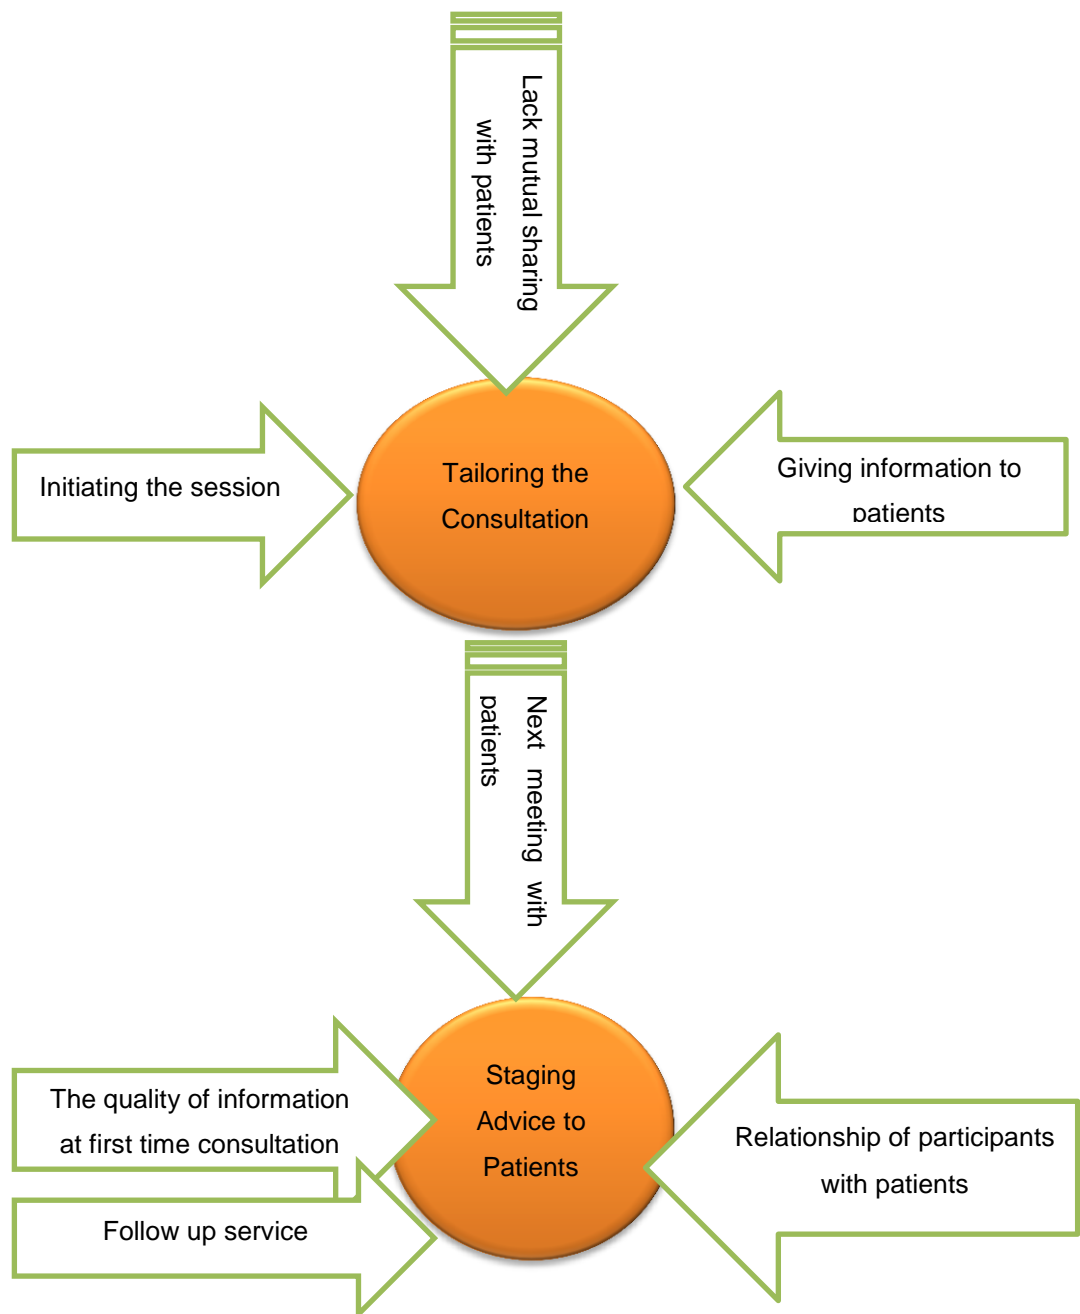 Lack mutual sharing
with patients
Initiating the session
Tailoring the
Consultation
Giving information to
patients
Next meeting with
patients
The quality of information
at first time consultation
Staging
Advice to
Patients
Relationship of participants
with patients
Follow up service